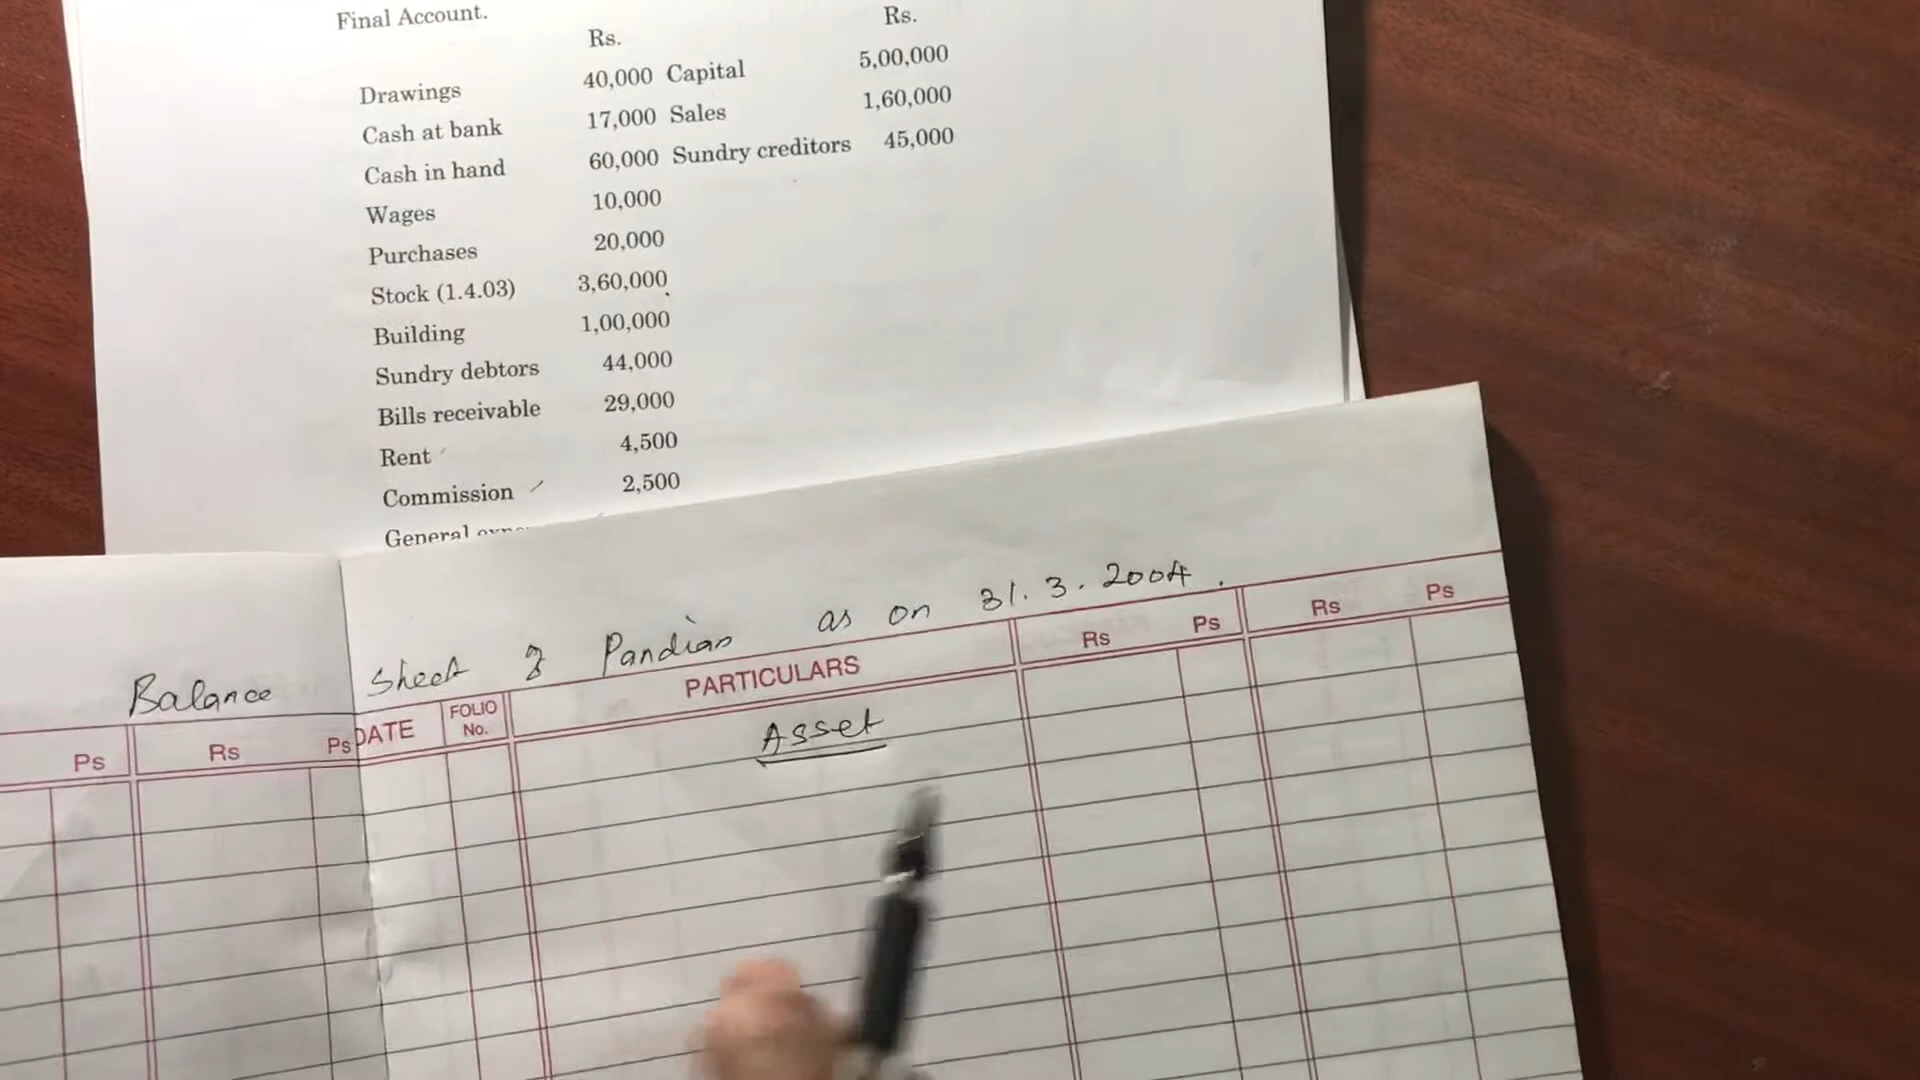 Final Account.
Rs. Rs.
Drawings 40,000 Capital 5,00,000
Cash at bank 17,000 Sales 1,60,000
Cash in hand 60,000 Sundry creditors 45,000
Wages 10,000
Purchases 20,000
Stock (1.4.03) 3,60,000
Building 1,00,000
Sundry debtors 44,000
Bills receivable 29,000
Rent 4,500
Commission 2,500
General
Balance Sheet of Pandian as on 31.3.2004.
Ps Rs Ps DATE FOLIO No. PARTICULARS Rs Ps Rs Ps
Asset